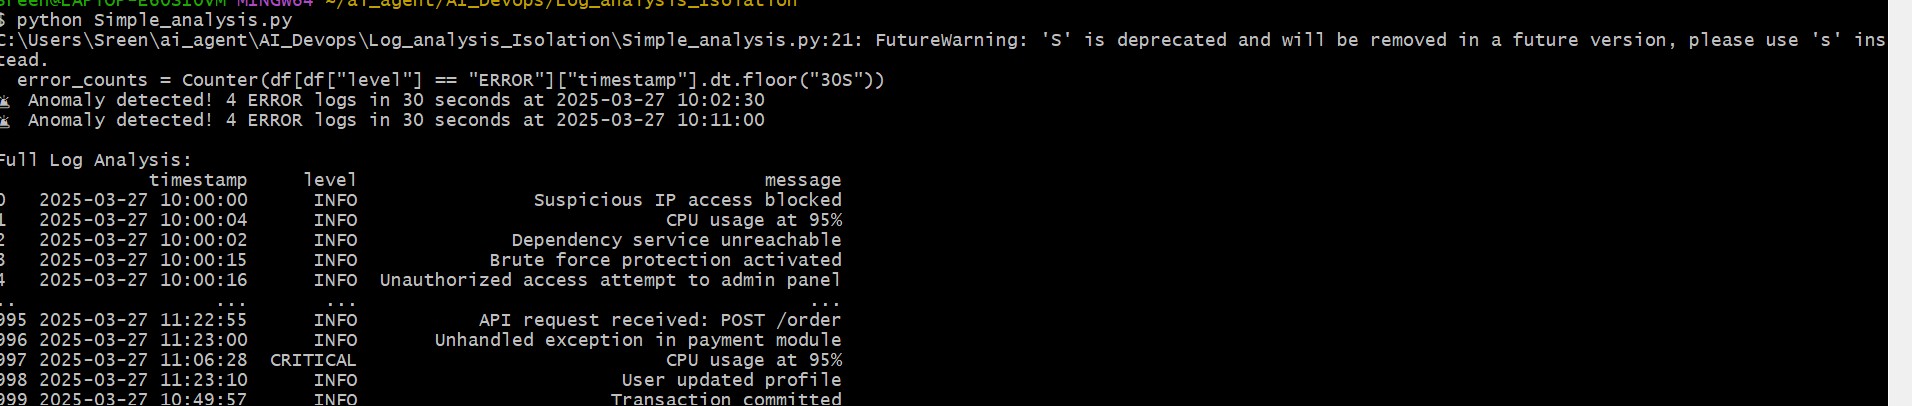 Sreen@LAPTOP-E60S10VM MINGW64 ~/ai_agent/AI_Devops/Log_analysis_Isolation
$ python Simple_analysis.py
C:\Users\Sreen\ai_agent\AI_Devops\Log_analysis_Isolation\Simple_analysis.py:21: FutureWarning: 'S' is deprecated and will be removed in a future version, please use 's' ins
tead.
error_counts = Counter(df[df["level"] == "ERROR"]["timestamp"].dt.floor("30S"))
🚨 Anomaly detected! 4 ERROR logs in 30 seconds at 2025-03-27 10:02:30
🚨 Anomaly detected! 4 ERROR logs in 30 seconds at 2025-03-27 10:11:00
Full Log Analysis:
timestamp level message
0 2025-03-27 10:00:00 INFO Suspicious IP access blocked
1 2025-03-27 10:00:04 INFO CPU usage at 95%
2 2025-03-27 10:00:02 INFO Dependency service unreachable
3 2025-03-27 10:00:15 INFO Brute force protection activated
4 2025-03-27 10:00:16 INFO Unauthorized access attempt to admin panel
.. ... ... ...
995 2025-03-27 11:22:55 INFO API request received: POST /order
996 2025-03-27 11:23:00 INFO Unhandled exception in payment module
997 2025-03-27 11:06:28 CRITICAL CPU usage at 95%
998 2025-03-27 11:23:10 INFO User updated profile
999 2025-03-27 10:49:57 INFO Transaction committed